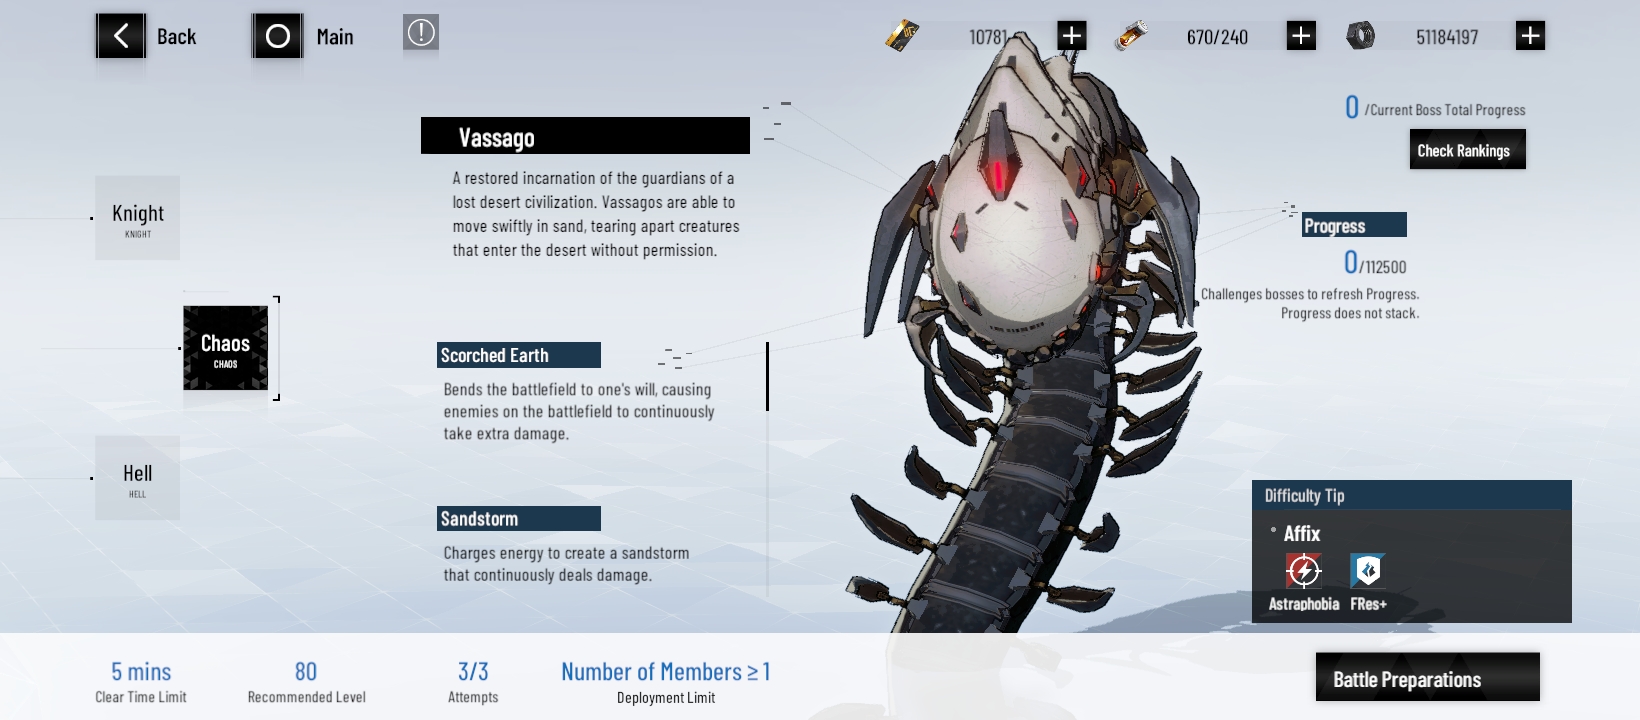 Back
Main
10781
670/240
51184197
0 /Current Boss Total Progress
Check Rankings
Vassago
A restored incarnation of the guardians of a
lost desert civilization. Vassagos are able to
move swiftly in sand, tearing apart creatures
that enter the desert without permission.
Knight
KNIGHT
Chaos
CHAOS
Hell
HELL
Progress
0/112500
Challenges bosses to refresh Progress.
Progress does not stack.
Scorched Earth
Bends the battlefield to one's will, causing
enemies on the battlefield to continuously
take extra damage.
Sandstorm
Charges energy to create a sandstorm
that continuously deals damage.
Difficulty Tip
Affix
Astraphobia
FRes+
5 mins
Clear Time Limit
80
Recommended Level
3/3
Attempts
Number of Members ≥ 1
Deployment Limit
Battle Preparations